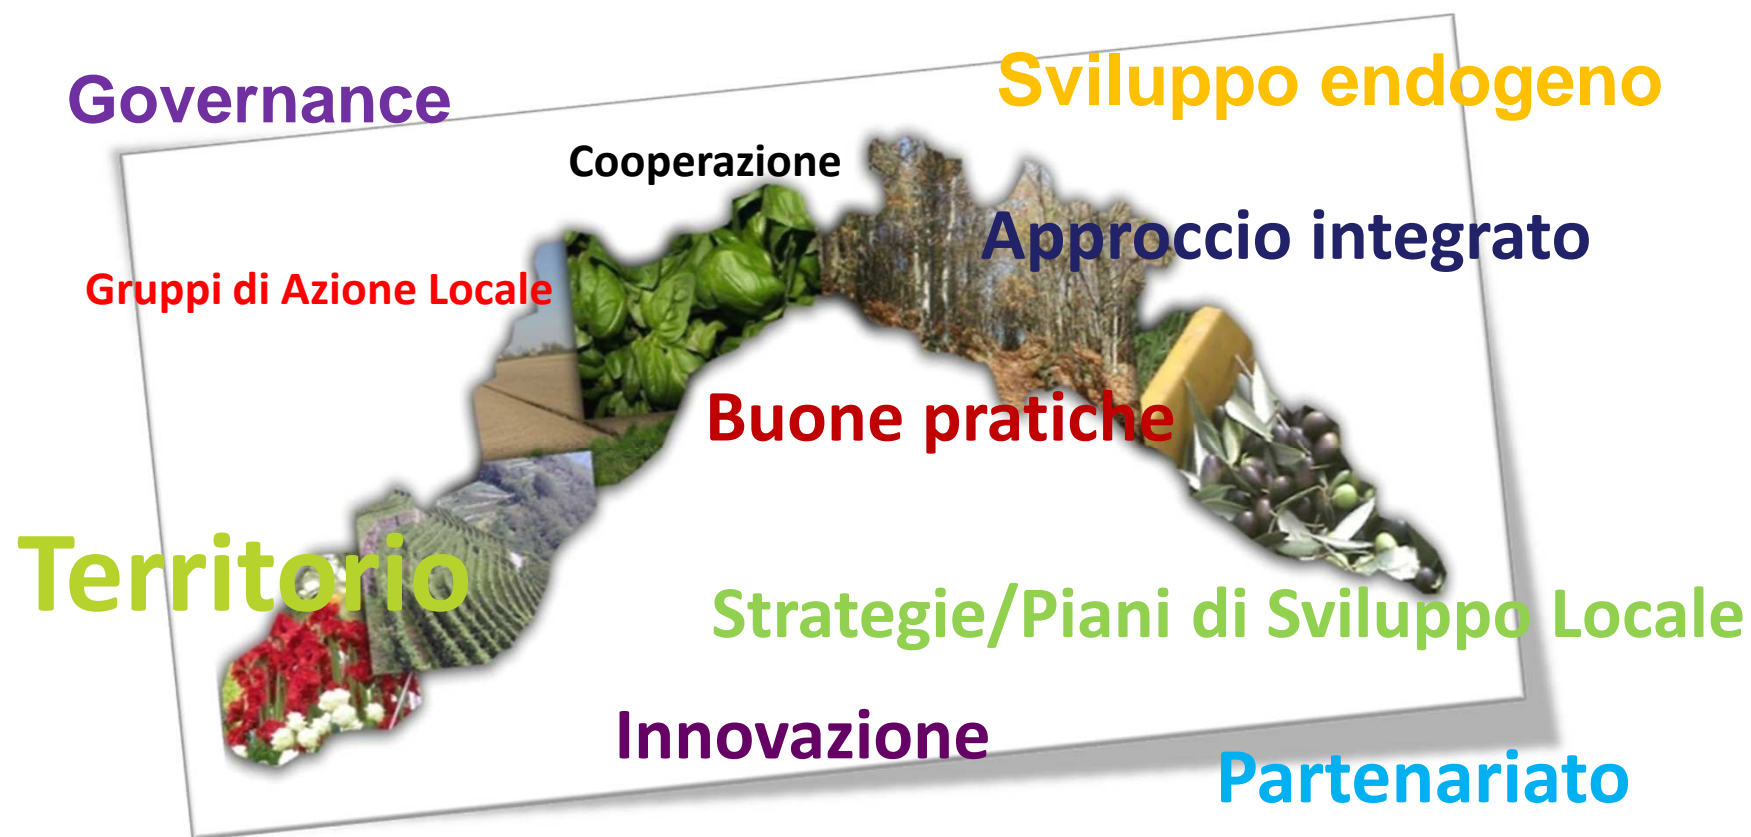 Governance
Sviluppo endogeno
Cooperazione
Approccio integrato
Gruppi di Azione Locale
Buone pratiche
Territorio
Strategie/Piani di Sviluppo Locale
Innovazione
Partenariato